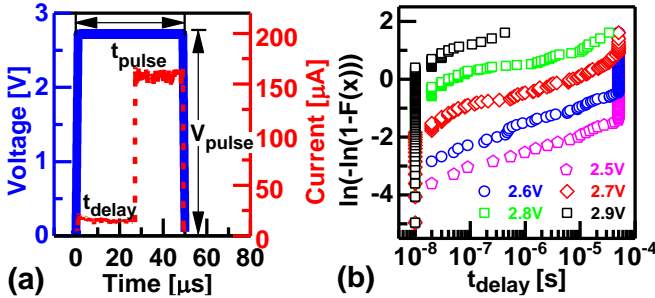 3
2
1
0
Voltage [V]
t_pulse
V_pulse
t_delay
200
150
100
50
0
Current [μA]
0 20 40 60 80
Time [μs]
(a)
2
0
-2
-4
ln(-ln(1-F(x)))
2.5V
2.6V 2.7V
2.8V 2.9V
10^-8 10^-7 10^-6 10^-5 10^-4
t_delay [s]
(b)